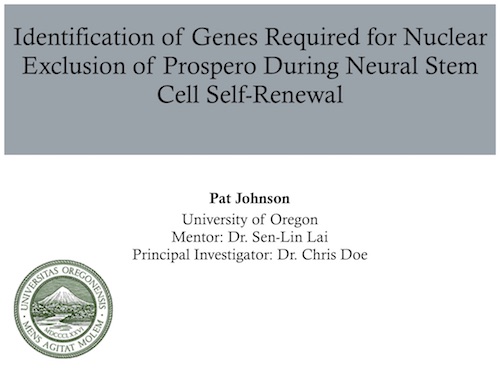 Identification of Genes Required for Nuclear
Exclusion of Prospero During Neural Stem
Cell Self-Renewal
Pat Johnson
University of Oregon
Mentor: Dr. Sen-Lin Lai
Principal Investigator: Dr. Chris Doe
UNIVERSITAS OREGONENSIS
MDCCCLXXVI
MENS AGITAT MOLEM